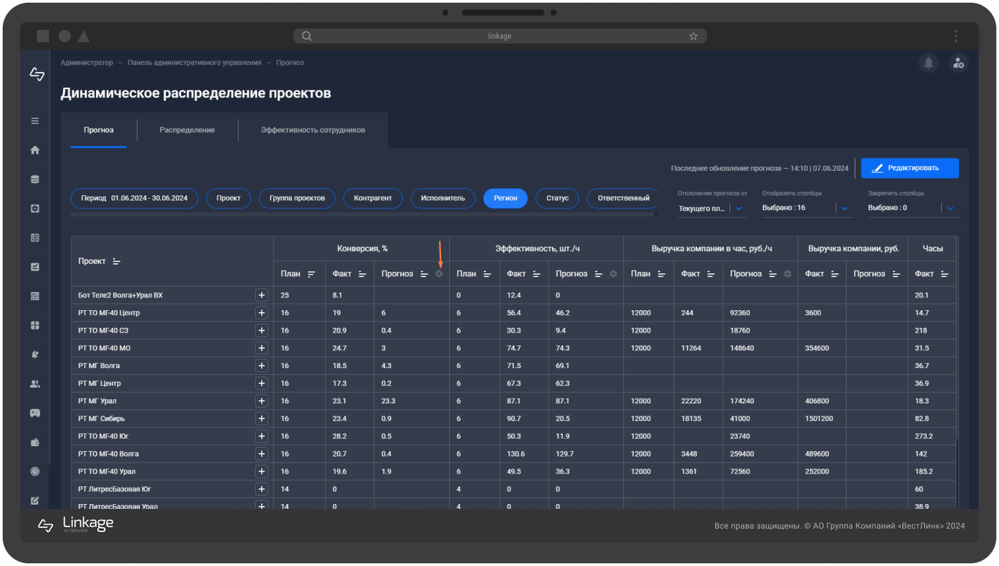 linkage
Администратор – Панель административного управления – Прогноз
Динамическое распределение проектов
Прогноз Распределение Эффективность сотрудников
Последнее обновление прогноза — 14:10 | 07.06.2024 Редактировать
Период 01.06.2024 - 30.06.2024 Проект Группа проектов Контрагент Исполнитель Регион Статус Ответственный
Отклонение прогноза от Отобразить столбцы Закрепить столбцы
Текущего пл... Выбрано : 16 Выбрано : 0
Проект Конверсия, % Эффективность, шт./ч Выручка компании в час, руб./ч Выручка компании, руб. Часы
План Факт Прогноз План Факт Прогноз План Факт Прогноз Факт Прогноз Факт
Бот Теле2 Волга+Урал ВХ + 25 8.1 0 12.4 0 20.1
РТ ТО МГ-40 Центр + 16 19 6 6 56.4 46.2 12000 244 92360 3600 14.7
РТ ТО МГ-40 СЗ + 16 20.9 0.4 6 30.3 9.4 12000 18760 218
РТ ТО МГ-40 МО + 16 24.7 3 6 74.7 74.3 12000 11264 148640 354600 31.5
РТ МГ Волга + 16 18.5 4.3 6 71.5 69.1 36.7
РТ МГ Центр + 16 17.3 0.2 6 67.3 62.3 36.9
РТ МГ Урал + 16 23.1 23.3 6 87.1 87.1 12000 22220 174240 406800 18.3
РТ МГ Сибирь + 16 23.4 0.9 6 90.7 20.5 12000 18135 41000 1501200 82.8
РТ ТО МГ-40 Юг + 16 28.2 0.5 6 50.3 11.9 12000 23740 273.2
РТ ТО МГ-40 Волга + 16 20.7 0.4 6 130.6 129.7 12000 3448 259400 489600 142
РТ ТО МГ-40 Урал + 16 19.6 1.9 6 49.5 36.3 12000 1361 72560 252000 185.2
РТ ЛитресБазовая Юг + 14 0 4 0 0 60
РТ ЛитресБазовая Урал + 14 0 4 0 0 38.9
Linkage
AI DRIVEN
Все права защищены. © АО Группа Компаний «ВестЛинк» 2024